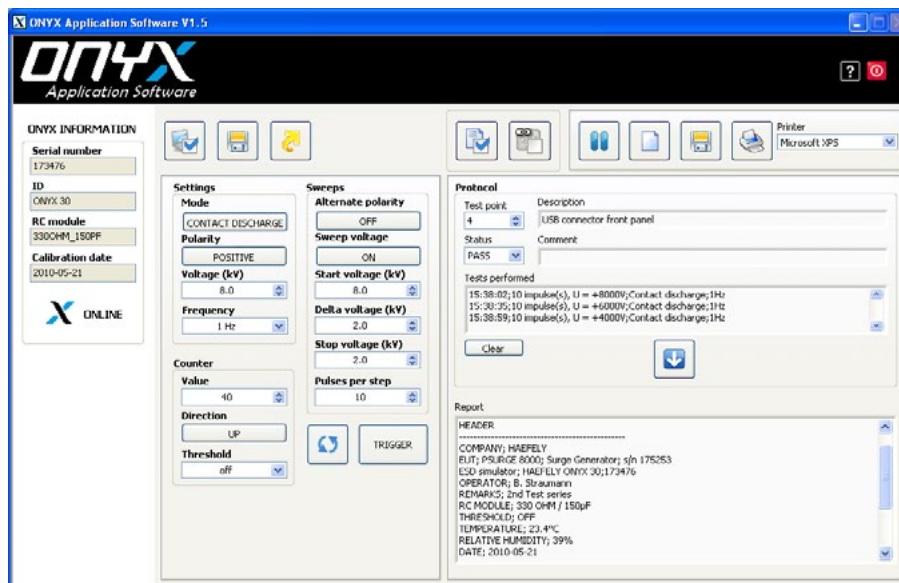 ONYX Application Software V1.5
ONYX
Application Software
?
ONYX INFORMATION
Serial number
173476
ID
ONYX 30
RC module
330OHM_150PF
Calibration date
2010-05-21
ONLINE
Settings
Mode
CONTACT DISCHARGE
Polarity
POSITIVE
Voltage (kV)
8.0
Frequency
1 Hz
Counter
Value
40
Direction
UP
Threshold
off
Sweeps
Alternate polarity
OFF
Sweep voltage
ON
Start voltage (kV)
8.0
Delta voltage (kV)
2.0
Stop voltage (kV)
2.0
Pulses per step
10
TRIGGER
Printer
Microsoft XPS
Protocol
Test point
4
Description
USB connector front panel
Status
PASS
Comment
Tests performed
15:38:02;10 impulse(s), U = +8000V;Contact discharge;1Hz
15:38:35;10 impulse(s), U = +6000V;Contact discharge;1Hz
15:38:59;10 impulse(s), U = +4000V;Contact discharge;1Hz
Clear
Report
HEADER
------------------------------------------------
COMPANY; HAEFELY
EUT; PSURGE 8000; Surge Generator; s/n 175253
ESD simulator; HAEFELY ONYX 30;173476
OPERATOR; B. Straumann
REMARKS; 2nd Test series
RC MODULE; 330 OHM / 150pF
THRESHOLD; OFF
TEMPERATURE; 23.4°C
RELATIVE HUMIDITY; 39%
DATE; 2010-05-21